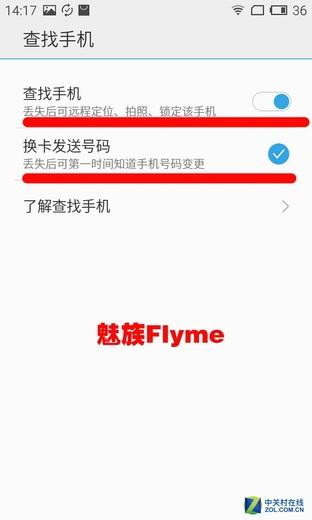 14:17
36
查找手机
查找手机
丢失后可远程定位、拍照、锁定该手机
换卡发送号码
丢失后可第一时间知道手机号码变更
了解查找手机
魅族Flyme
中关村在线
ZOL.COM.CN